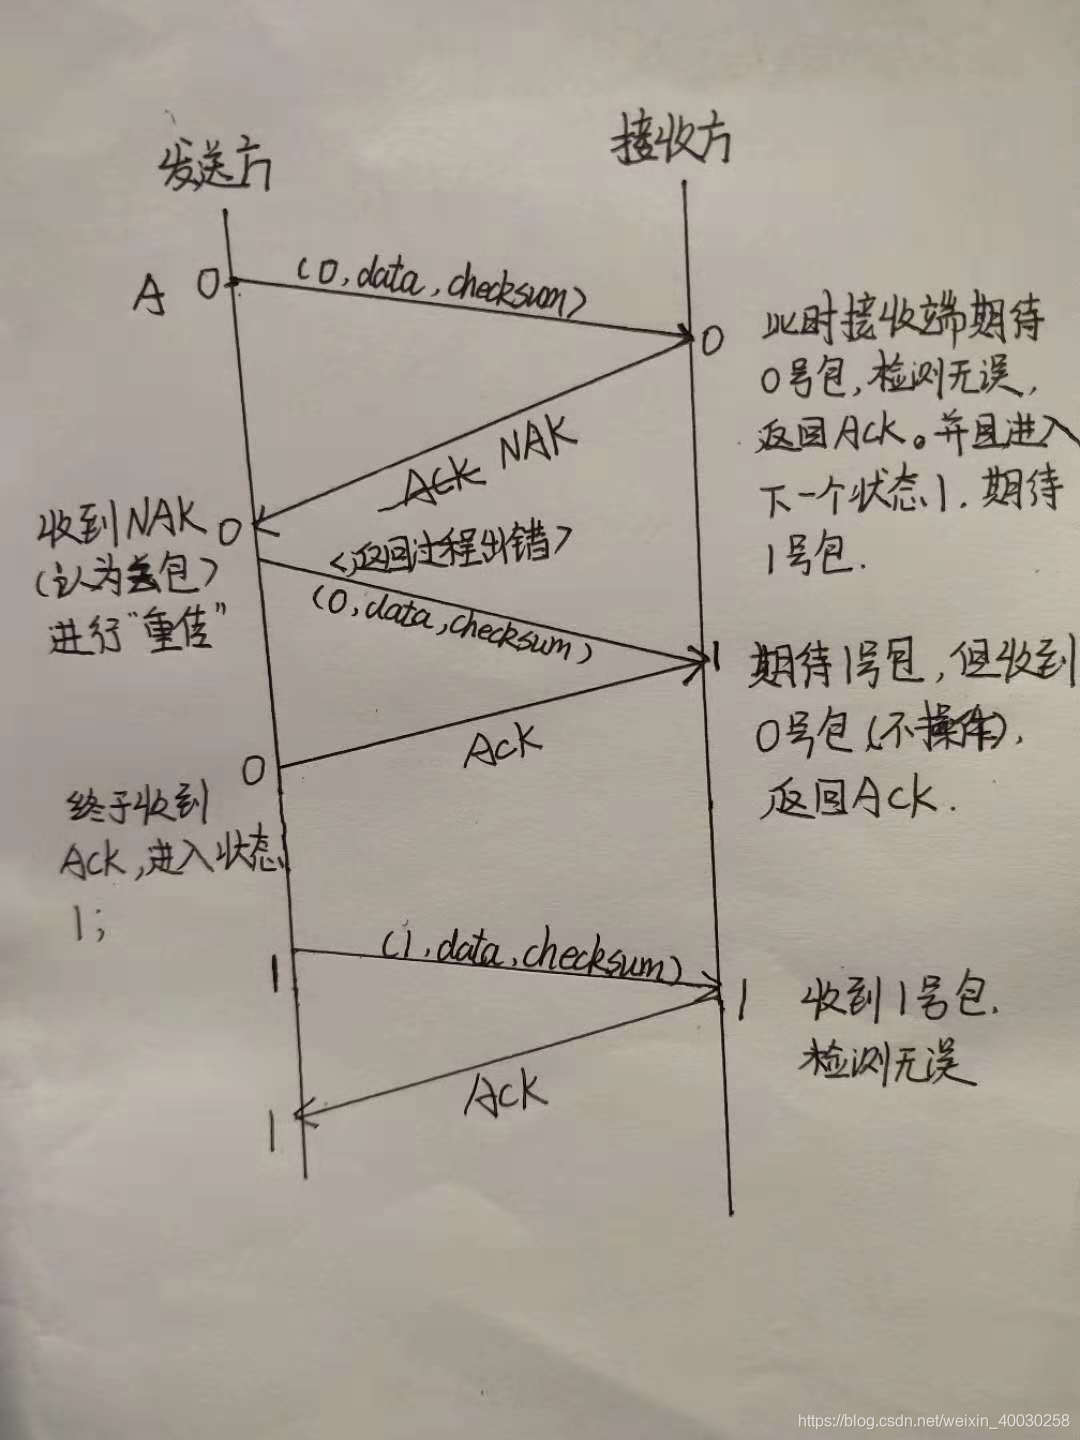 发送方
接收方
A 0
(0,data,checksum)
0
此时接收端期待
0号包,检测无误,
返回Ack。并且进入
下一个状态1.期待
1号包.
ACK NAK
<返回过程出错>
收到NAK
(认为丢包)
进行"重传"
0
(0,data,checksum)
1
期待1号包,但收到
0号包(不操作),
返回Ack.
Ack
0
终于收到
Ack,进入状态
1;
1
(1,data,checksum)
1
收到1号包.
检测无误
Ack
1
https://blog.csdn.net/weixin_40030258